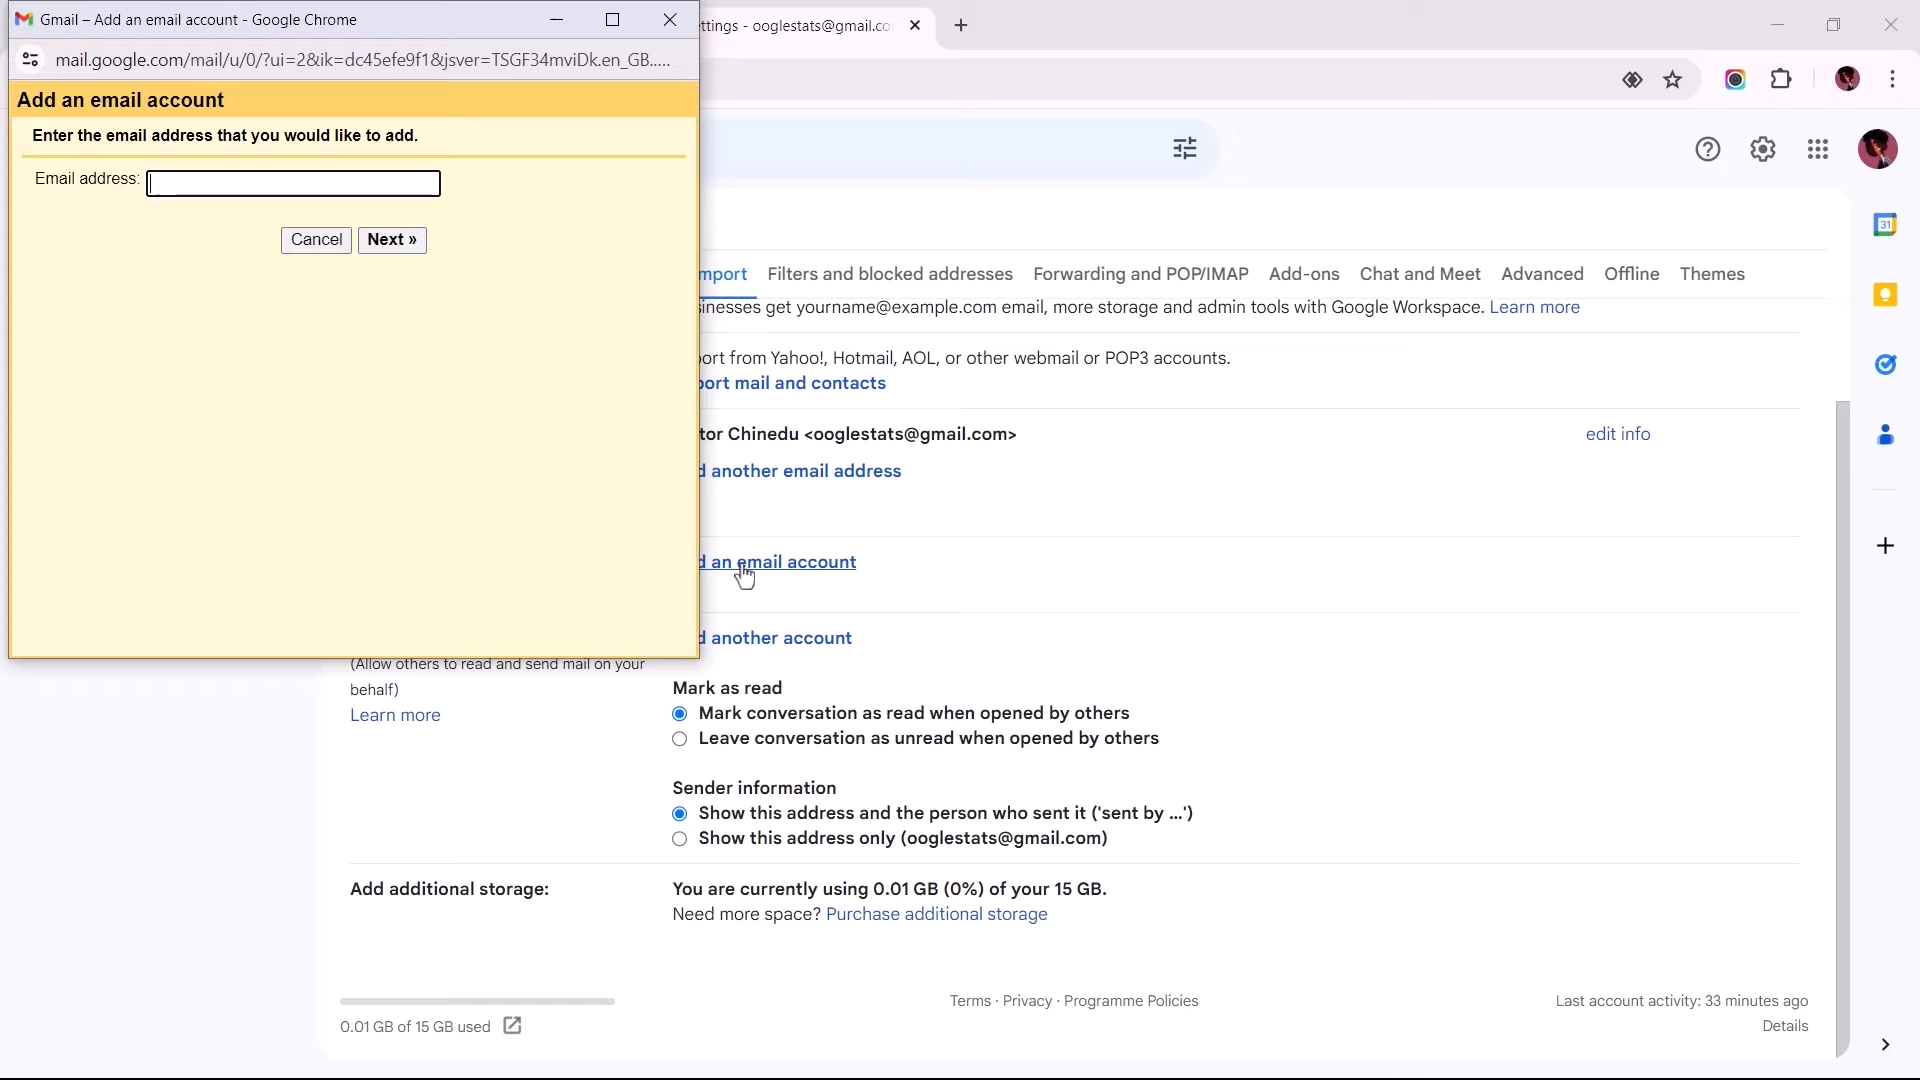 Gmail – Add an email account - Google Chrome
mail.google.com/mail/u/0/?ui=2&ik=dc45efe9f1&jsver=TSGF34mviDk.en_GB.....
Add an email account
Enter the email address that you would like to add.
Email address:
Cancel Next »
ttings - ooglestats@gmail.co
31
mport Filters and blocked addresses Forwarding and POP/IMAP Add-ons Chat and Meet Advanced Offline Themes
sinesses get yourname@example.com email, more storage and admin tools with Google Workspace. Learn more
port from Yahoo!, Hotmail, AOL, or other webmail or POP3 accounts.
port mail and contacts
tor Chinedu <ooglestats@gmail.com> edit info
d another email address
d an email account
d another account
(Allow others to read and send mail on your
behalf)
Learn more
Mark as read
Mark conversation as read when opened by others
Leave conversation as unread when opened by others
Sender information
Show this address and the person who sent it ('sent by ...')
Show this address only (ooglestats@gmail.com)
Add additional storage:
You are currently using 0.01 GB (0%) of your 15 GB.
Need more space? Purchase additional storage
0.01 GB of 15 GB used
Terms · Privacy · Programme Policies
Last account activity: 33 minutes ago
Details